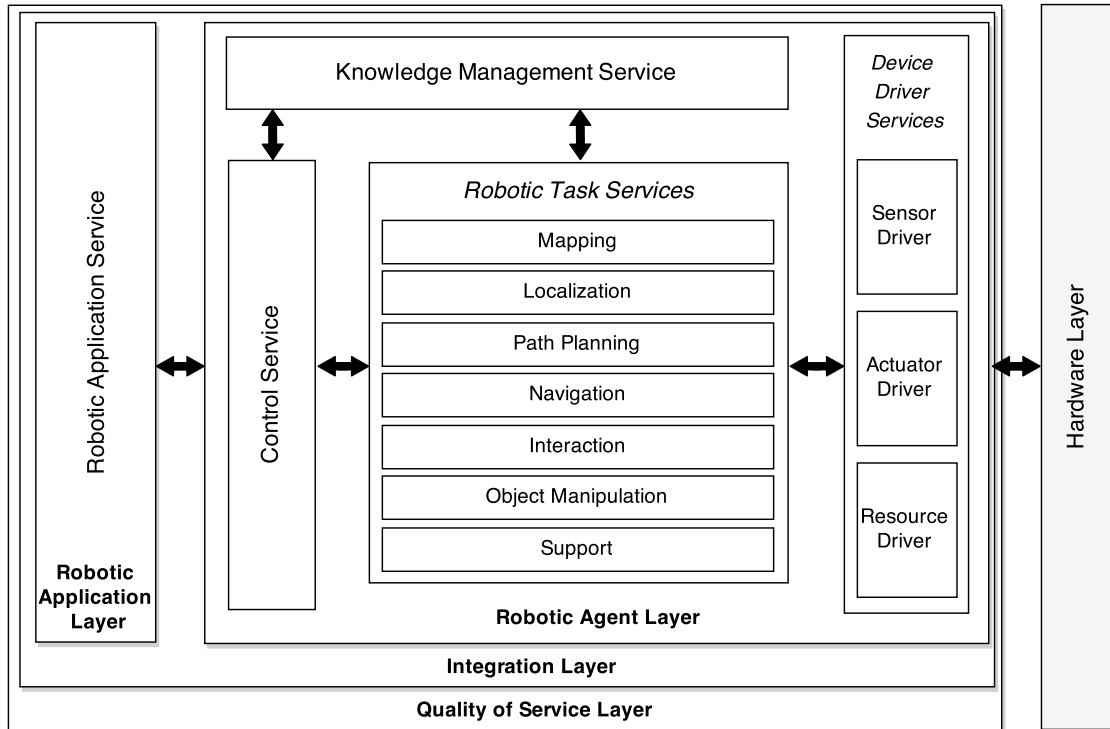 Robotic Application Service
Robotic
Application
Layer
Knowledge Management Service
Control Service
Robotic Task Services
Mapping
Localization
Path Planning
Navigation
Interaction
Object Manipulation
Support
Device
Driver
Services
Sensor
Driver
Actuator
Driver
Resource
Driver
Robotic Agent Layer
Integration Layer
Quality of Service Layer
Hardware Layer